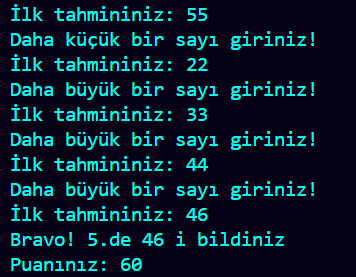 İlk tahmininiz: 55
Daha küçük bir sayı giriniz!
İlk tahmininiz: 22
Daha büyük bir sayı giriniz!
İlk tahmininiz: 33
Daha büyük bir sayı giriniz!
İlk tahmininiz: 44
Daha büyük bir sayı giriniz!
İlk tahmininiz: 46
Bravo! 5.de 46 i bildiniz
Puanınız: 60